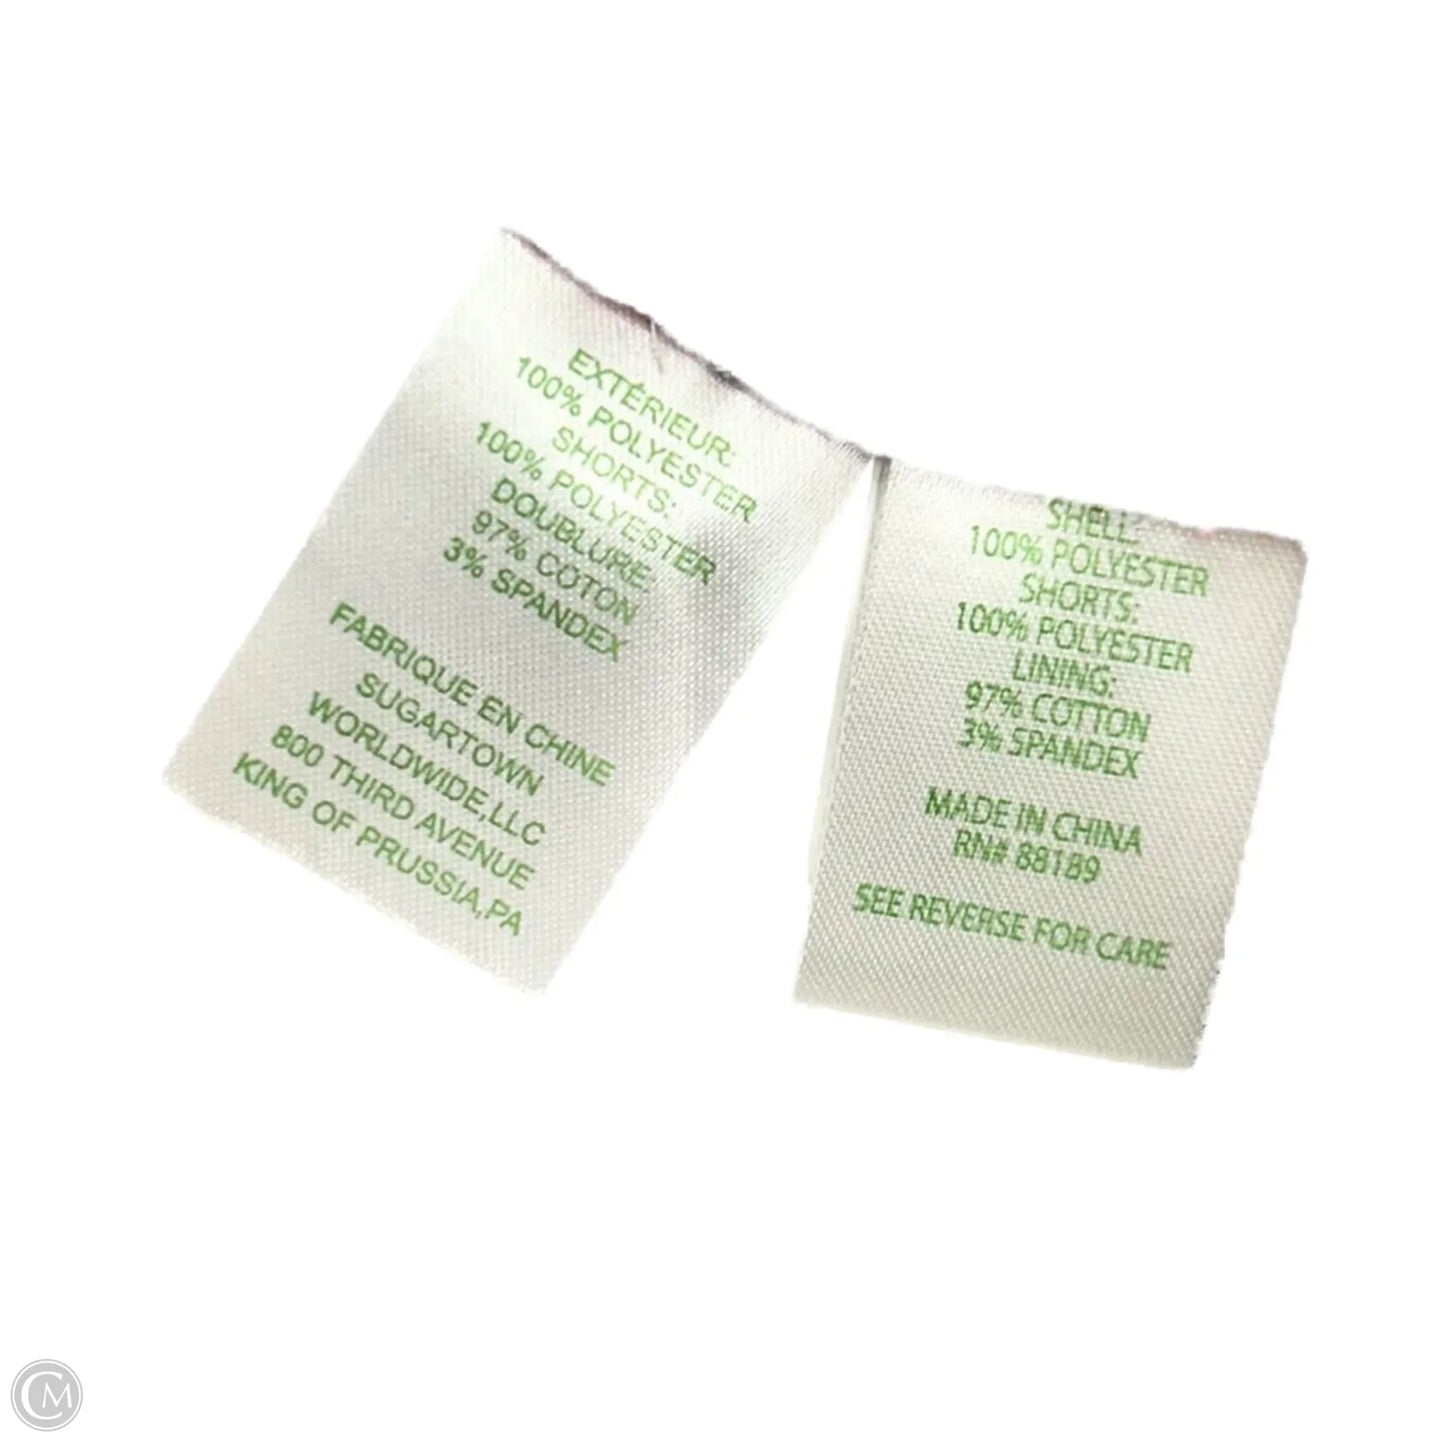 EXTÉRIEUR:
100% POLYESTER
SHORTS:
100% POLYESTER
DOUBLURE:
97% COTON
3% SPANDEX
FABRIQUE EN CHINE
SUGARTOWN
WORLDWIDE,LLC
800 THIRD AVENUE
KING OF PRUSSIA,PA
SHELL:
100% POLYESTER
SHORTS:
100% POLYESTER
LINING:
97% COTTON
3% SPANDEX
MADE IN CHINA
RN# 88189
SEE REVERSE FOR CARE
CM